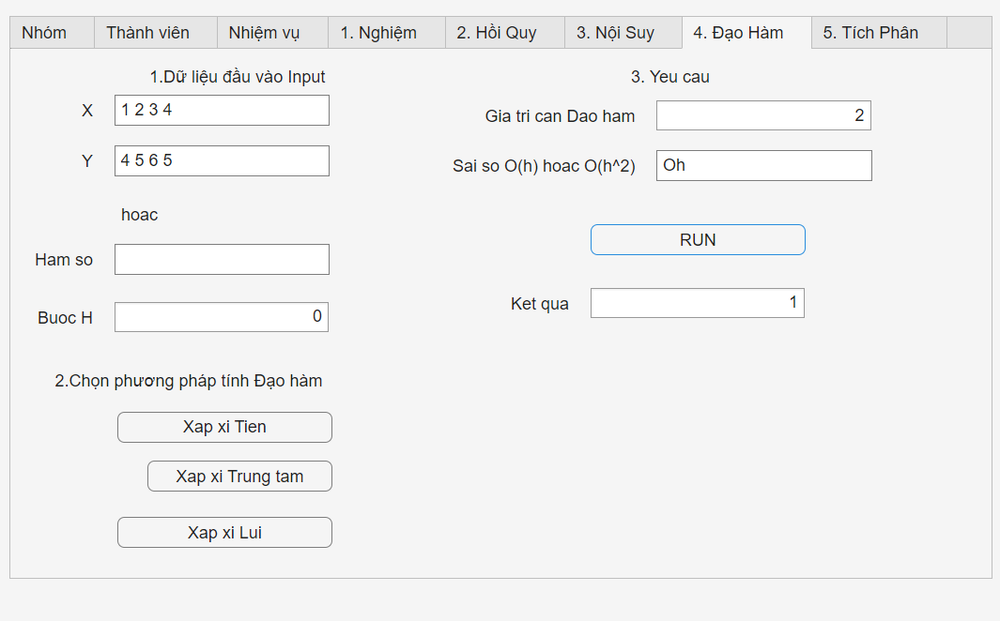 Nhóm Thành viên Nhiệm vụ 1. Nghiệm 2. Hồi Quy 3. Nội Suy 4. Đạo Hàm 5. Tích Phân
1.Dữ liệu đầu vào Input
X 1 2 3 4
Y 4 5 6 5
hoac
Ham so
Buoc H 0
2.Chọn phương pháp tính Đạo hàm
Xap xi Tien
Xap xi Trung tam
Xap xi Lui
3. Yeu cau
Gia tri can Dao ham 2
Sai so O(h) hoac O(h^2) Oh
RUN
Ket qua 1